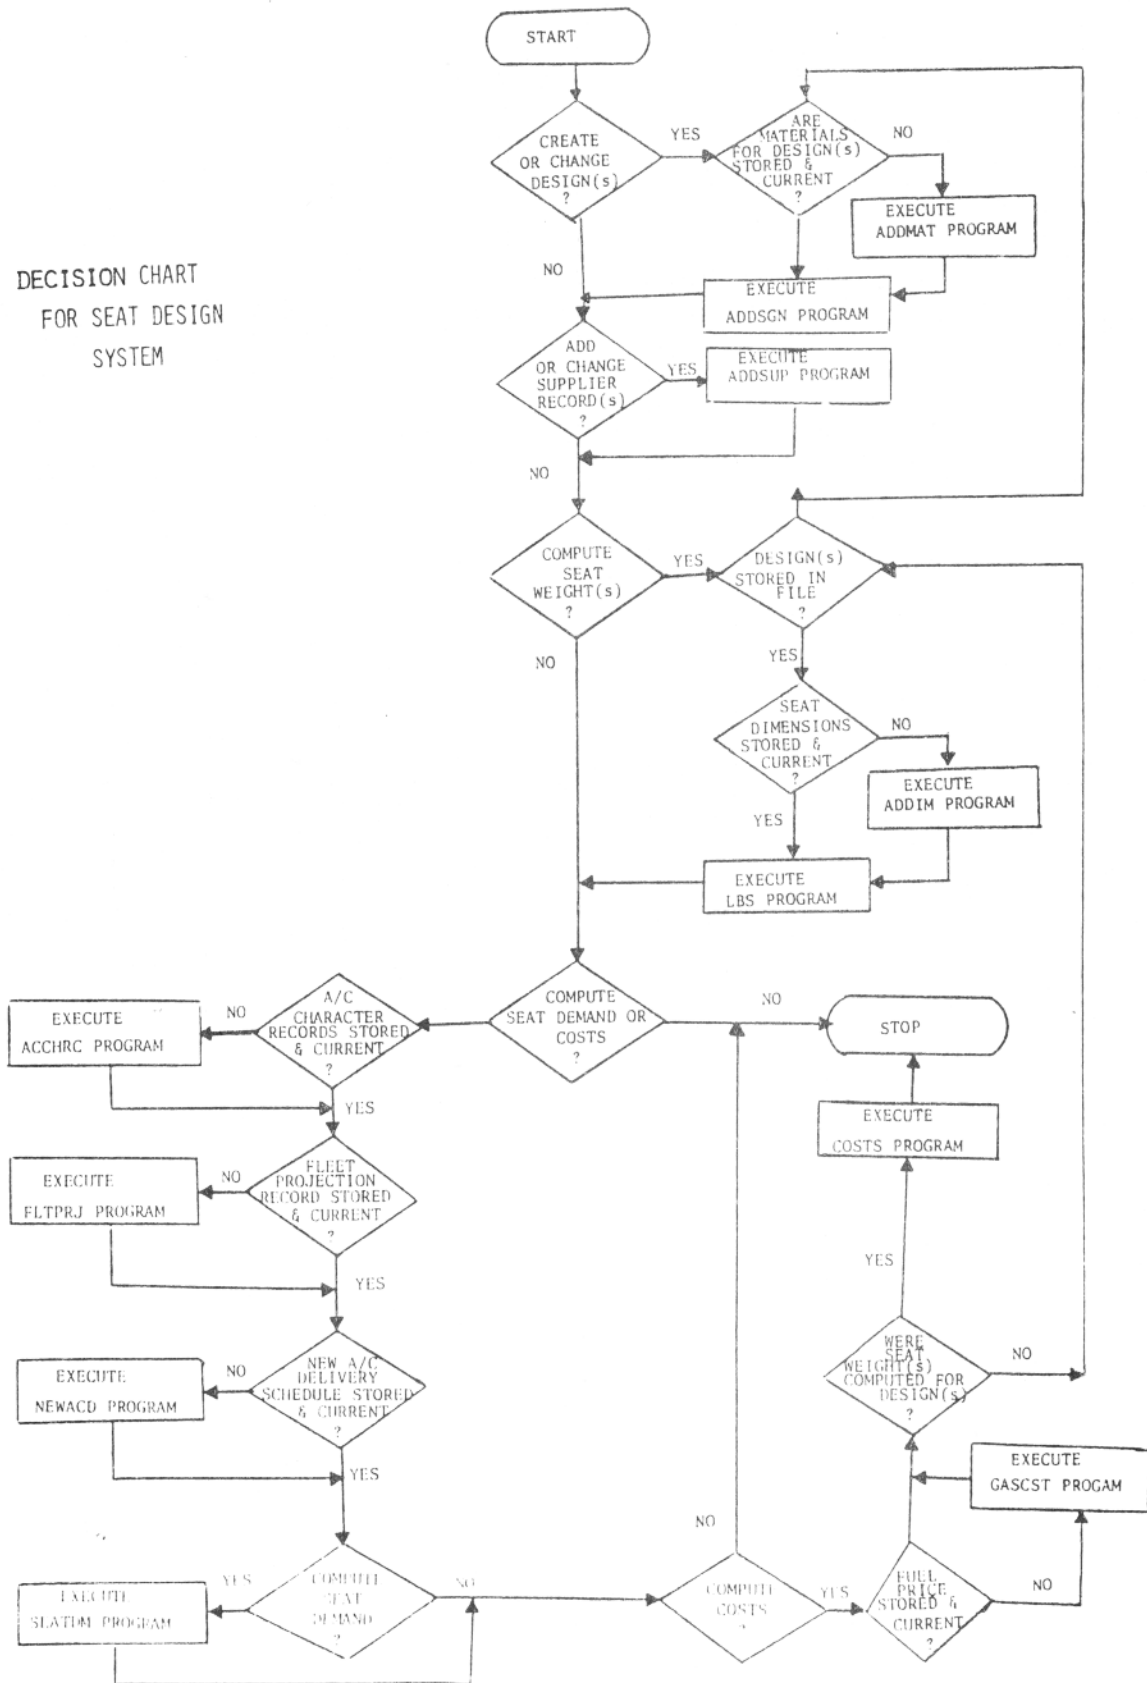 START
CREATE
OR CHANGE
DESIGN(s)
?
YES
ARE
MATERIALS
FOR DESIGN(s)
STORED &
CURRENT
?
NO
EXECUTE
ADDMAT PROGRAM
NO
EXECUTE
ADDSGN PROGRAM
DECISION CHART
FOR SEAT DESIGN
SYSTEM
ADD
OR CHANGE
SUPPLIER
RECORD(s)
?
YES
EXECUTE
ADDSUP PROGRAM
NO
COMPUTE
SEAT
WEIGHT(s)
?
YES
DESIGN(s)
STORED IN
FILE
?
NO
YES
SEAT
DIMENSIONS
STORED &
CURRENT
?
NO
EXECUTE
ADDIM PROGRAM
YES
EXECUTE
LBS PROGRAM
COMPUTE
SEAT DEMAND OR
COSTS
?
NO
STOP
A/C
CHARACTER
RECORDS STORED
& CURRENT
?
NO
EXECUTE
ACCHRC PROGRAM
YES
EXECUTE
COSTS PROGRAM
FLEET
PROJECTION
RECORD STORED
& CURRENT
?
NO
EXECUTE
FLTPRJ PROGRAM
YES
YES
NEW A/C
DELIVERY
SCHEDULE STORED
& CURRENT
?
NO
EXECUTE
NEWACD PROGRAM
YES
WERE
SEAT
WEIGHT(s)
COMPUTED FOR
DESIGN(s)
?
NO
EXECUTE
GASCST PROGAM
NO
COMPUTE
SEAT
DEMAND
?
YES
EXECUTE
PROGRAM
NO
COMPUTE
COSTS
?
YES
PRICE
STORED &
CURRENT
?
NO